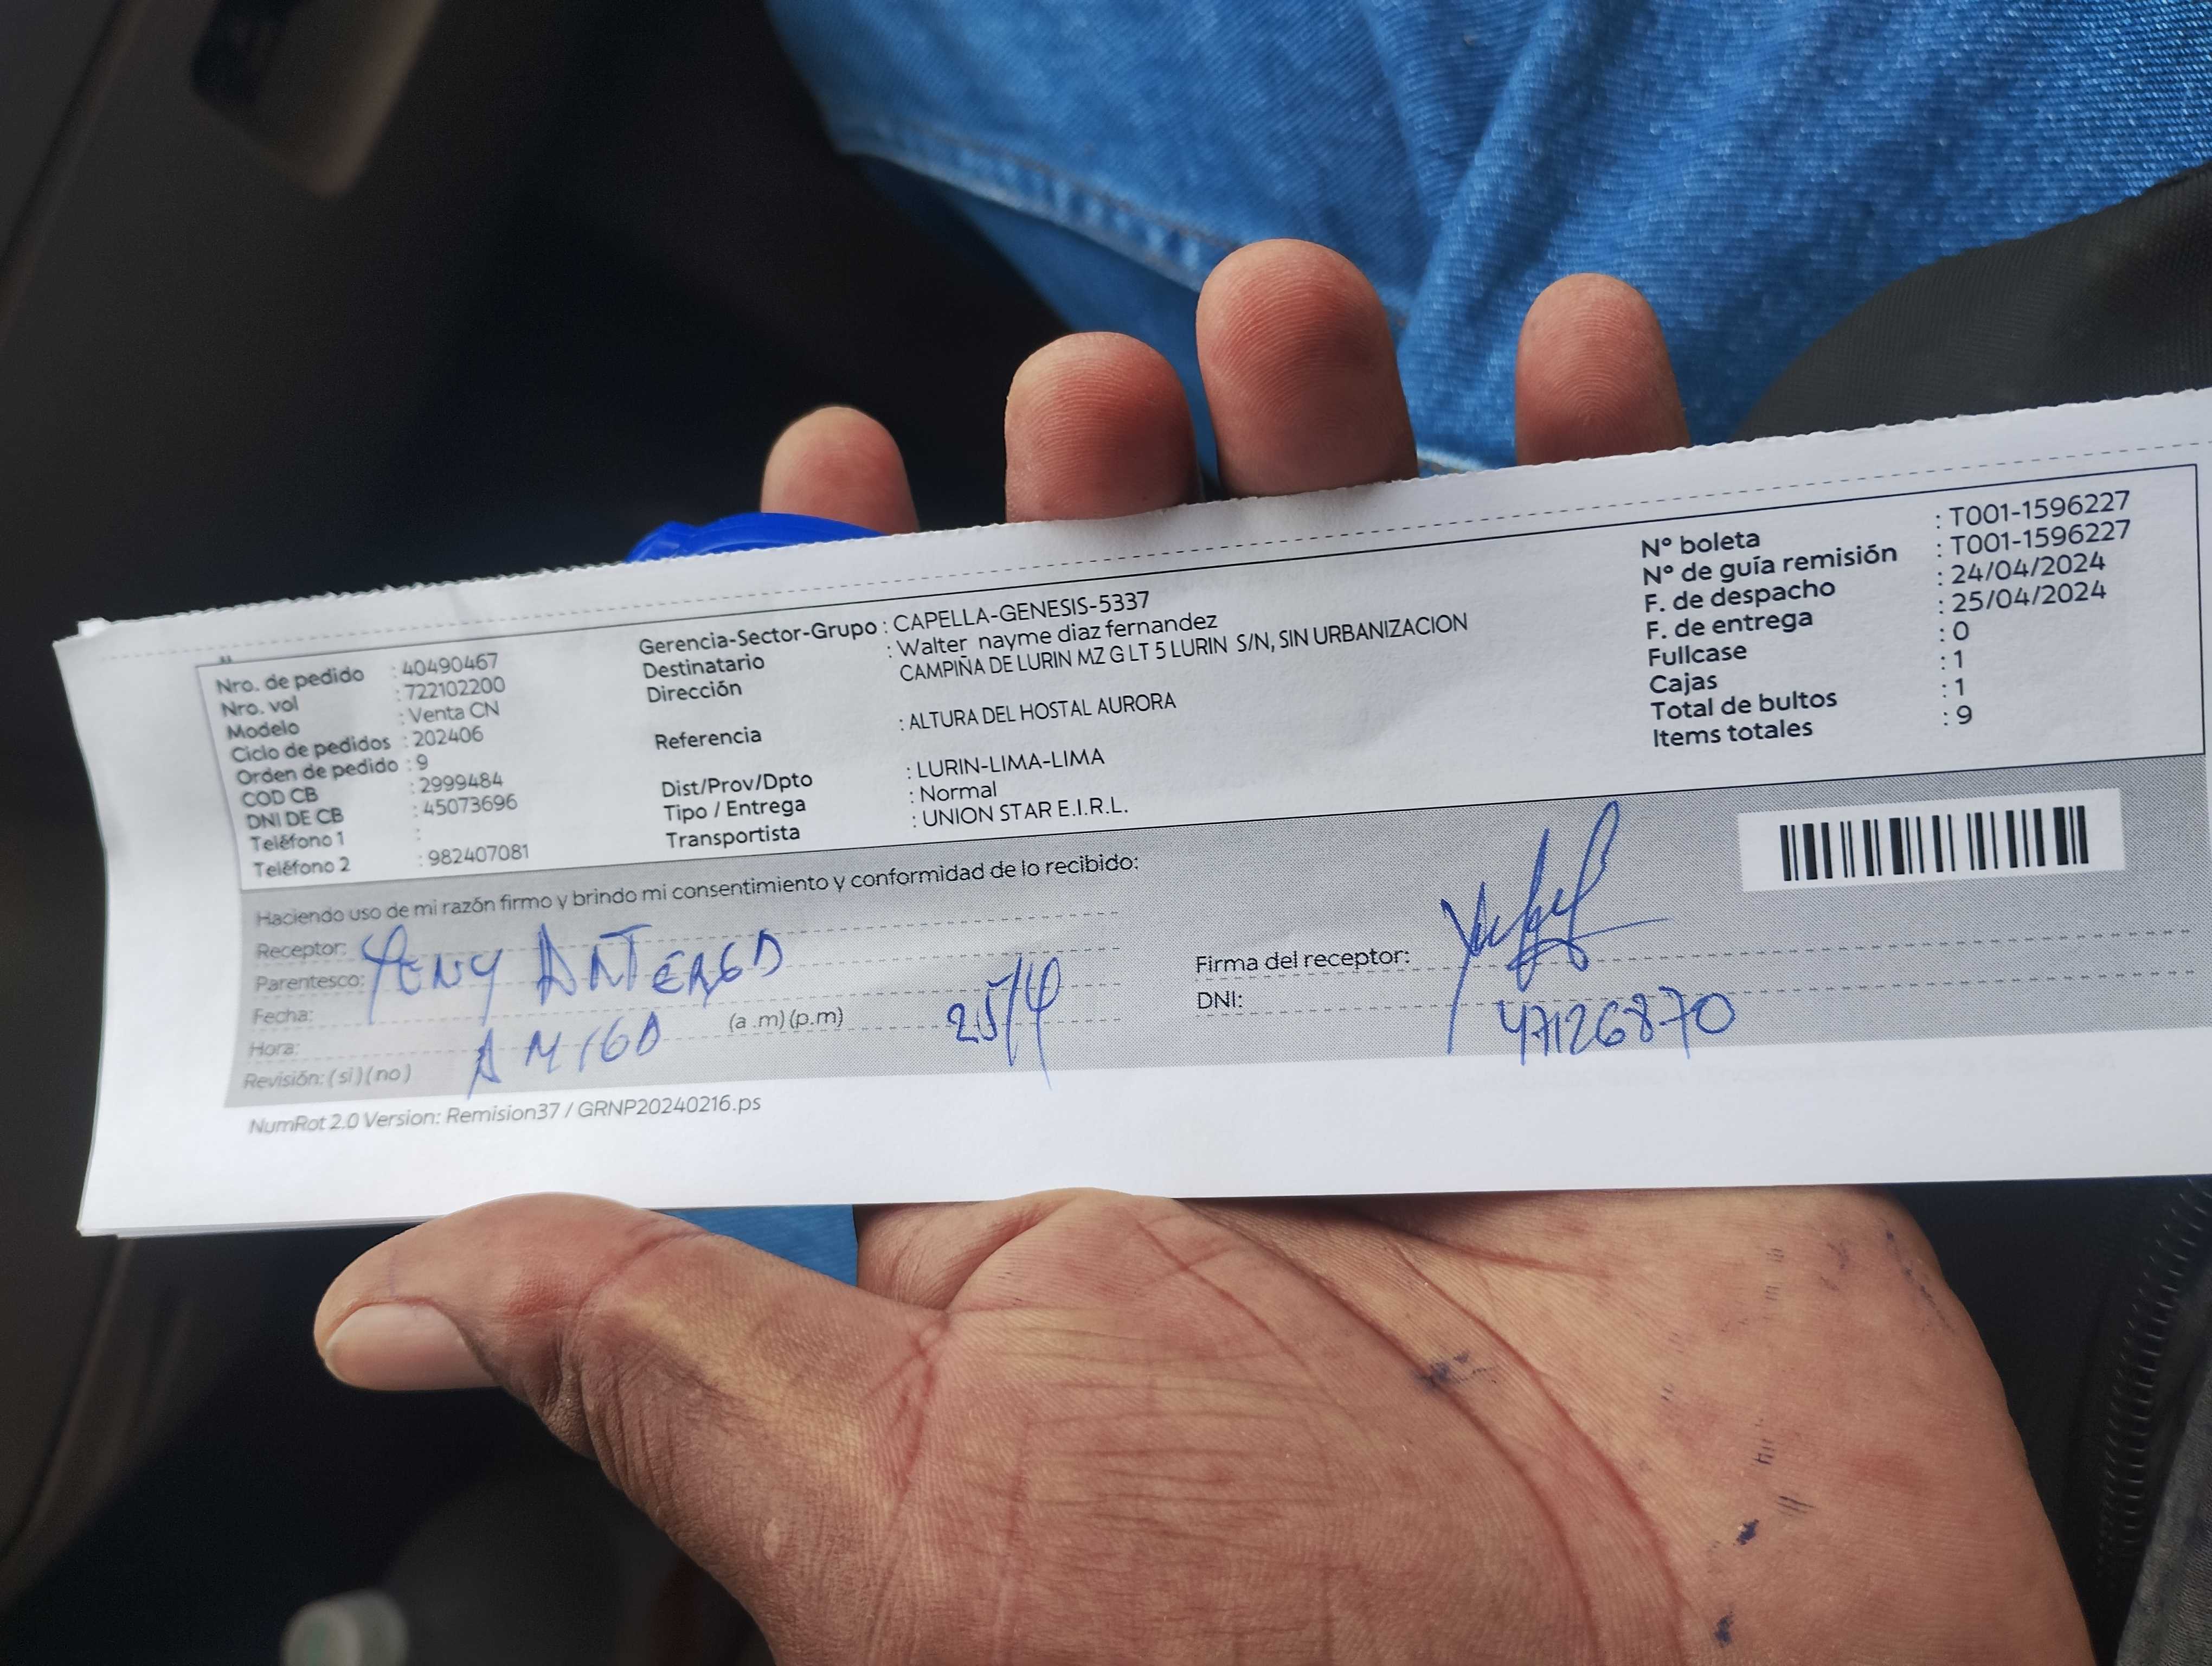 Nro. de pedido : 40490467
Nro. vol : 722102200
Modelo : Venta CN
Ciclo de pedidos : 202406
Orden de pedido : 9
COD CB : 2999484
DNI DE CB : 45073696
Teléfono 1 :
Teléfono 2 : 982407081
Gerencia-Sector-Grupo : CAPELLA-GENESIS-5337
Destinatario : Walter nayme diaz fernandez
Dirección CAMPIÑA DE LURIN MZ G LT 5 LURIN S/N, SIN URBANIZACION
Referencia : ALTURA DEL HOSTAL AURORA
Dist/Prov/Dpto : LURIN-LIMA-LIMA
Tipo / Entrega : Normal
Transportista : UNION STAR E.I.R.L.
Nº boleta : T001-1596227
Nº de guía remisión : T001-1596227
F. de despacho : 24/04/2024
F. de entrega : 25/04/2024
Fullcase : 0
Cajas : 1
Total de bultos : 1
Items totales : 9
Haciendo uso de mi razón firmo y brindo mi consentimiento y conformidad de lo recibido:
Receptor:
Parentesco: YENY
Fecha:
Hora: (a .m) (p.m) 25/4
Revisión: ( si ) ( no ) AMIGO
Firma del receptor:
DNI: 47126870
NumRot 2.0 Version: Remision37 / GRNP20240216.ps